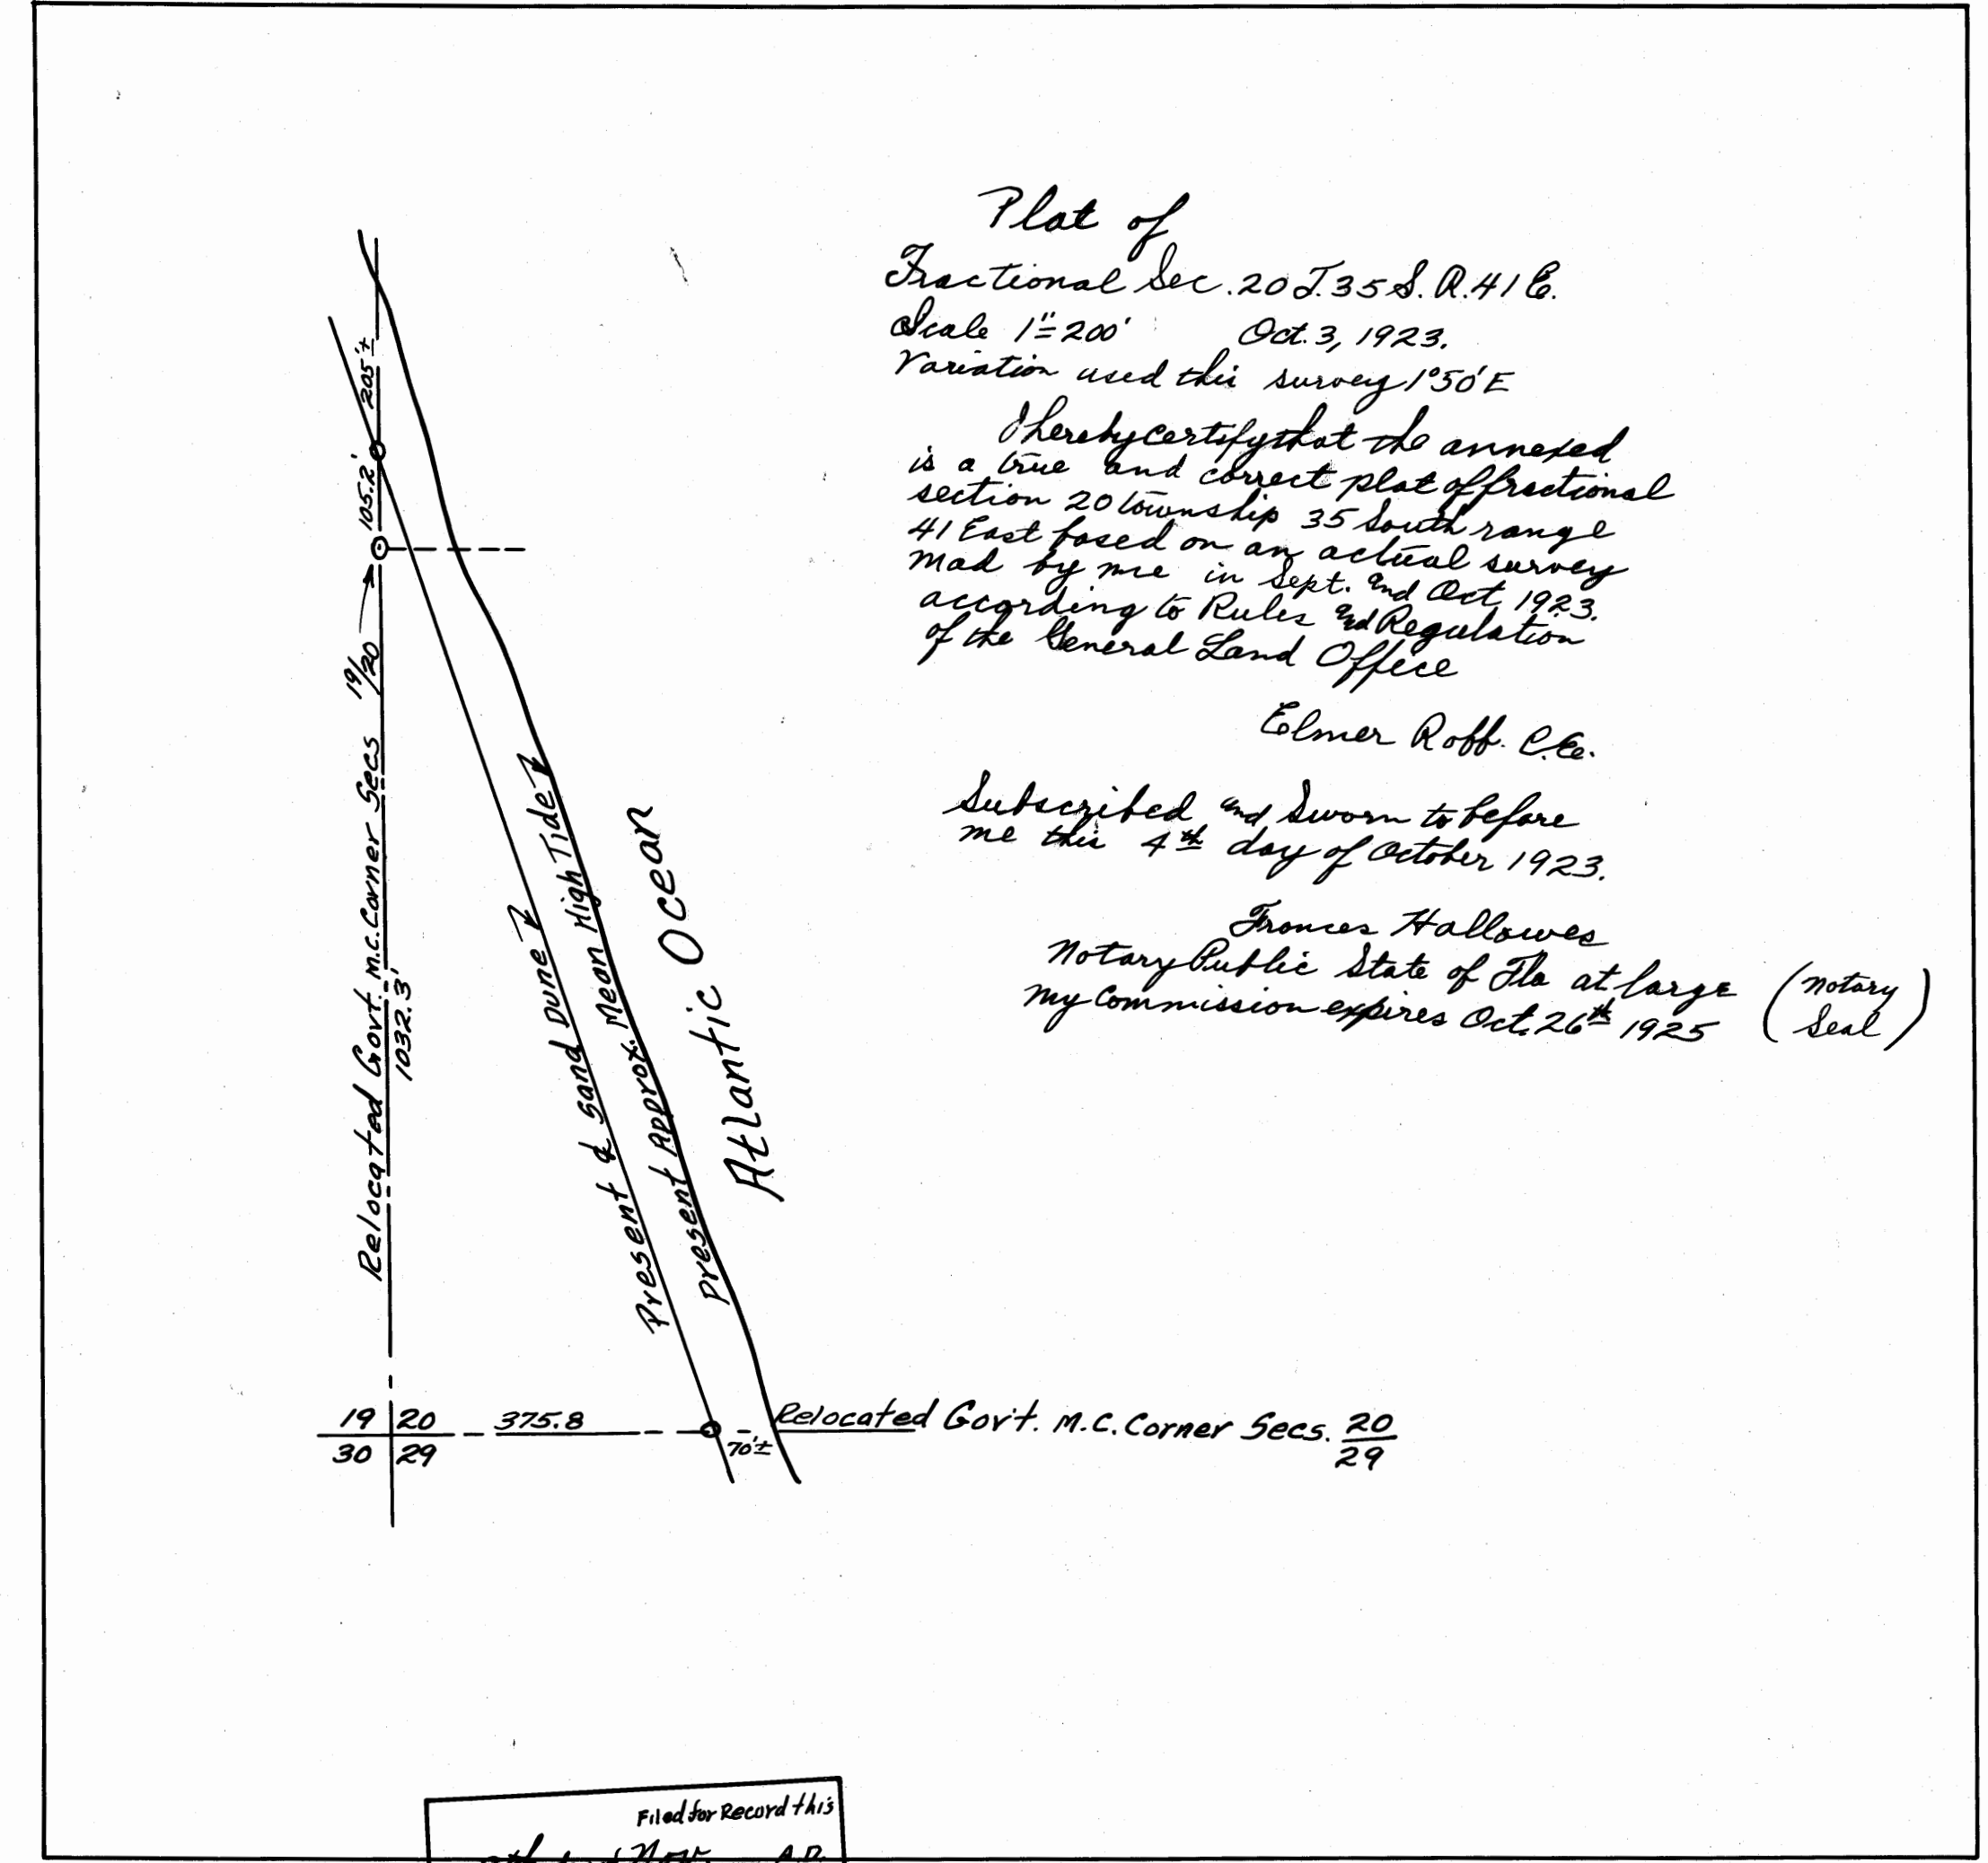 Plat of
Fractional Sec. 20 T. 35 S. R. 41 E.
Scale 1"=200' Oct. 3, 1923.
Variation used this survey 1°50'E
I hereby certify that the annexed
is a true and correct plat of fractional
section 20 township 35 South range
41 East based on an actual survey
mad by me in Sept. and Oct 1923.
according to Rules and Regulation
of the General Land Office
Elmer Roff. C.E.
Subscribed and Sworn to before
me this 4th day of October 1923.
Frances Hallowes
Notary Public State of Fla at large
My Commission expires Oct. 26th 1925
(Notary
Seal)
205'±
105.2'
Relocated Govt. M.C. Corner Secs 19/20
1032.3'
Present ℄ Sand Dune
Present Approx. Mean High Tide
Atlantic Ocean
19 20
30 29
375.8
70'±
Relocated Gov't. M.C. Corner Secs. 20/29
Filed for Record this
Nov. A.D.